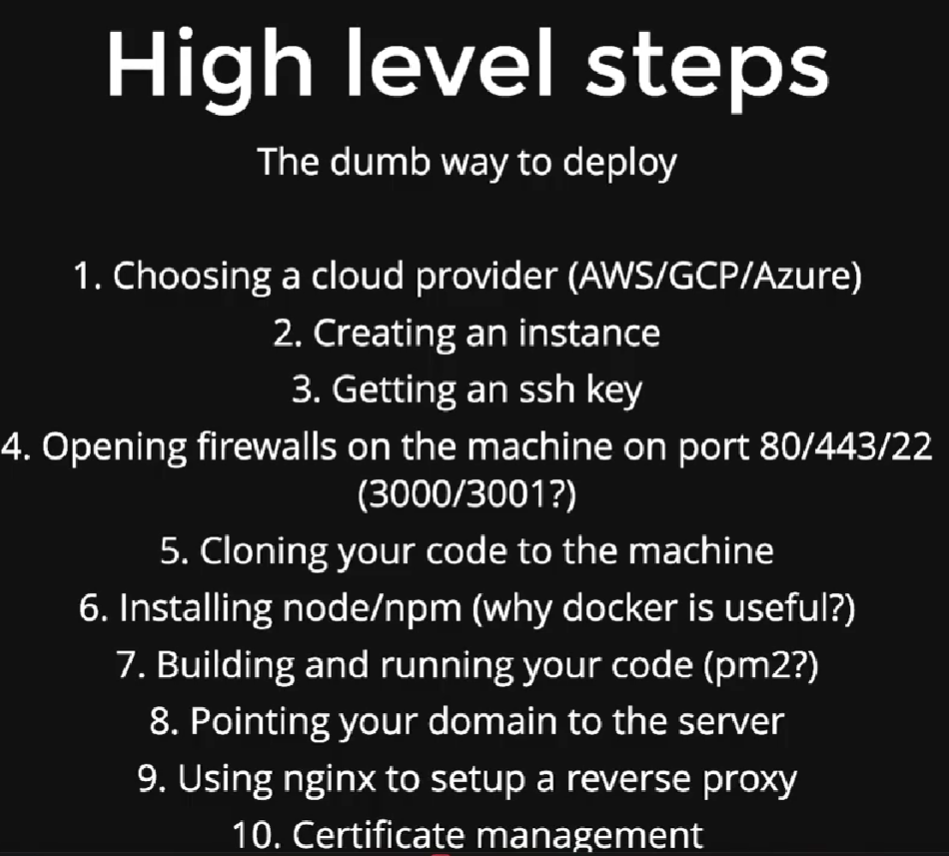 High level steps
The dumb way to deploy
1. Choosing a cloud provider (AWS/GCP/Azure)
2. Creating an instance
3. Getting an ssh key
4. Opening firewalls on the machine on port 80/443/22
(3000/3001?)
5. Cloning your code to the machine
6. Installing node/npm (why docker is useful?)
7. Building and running your code (pm2?)
8. Pointing your domain to the server
9. Using nginx to setup a reverse proxy
10. Certificate management